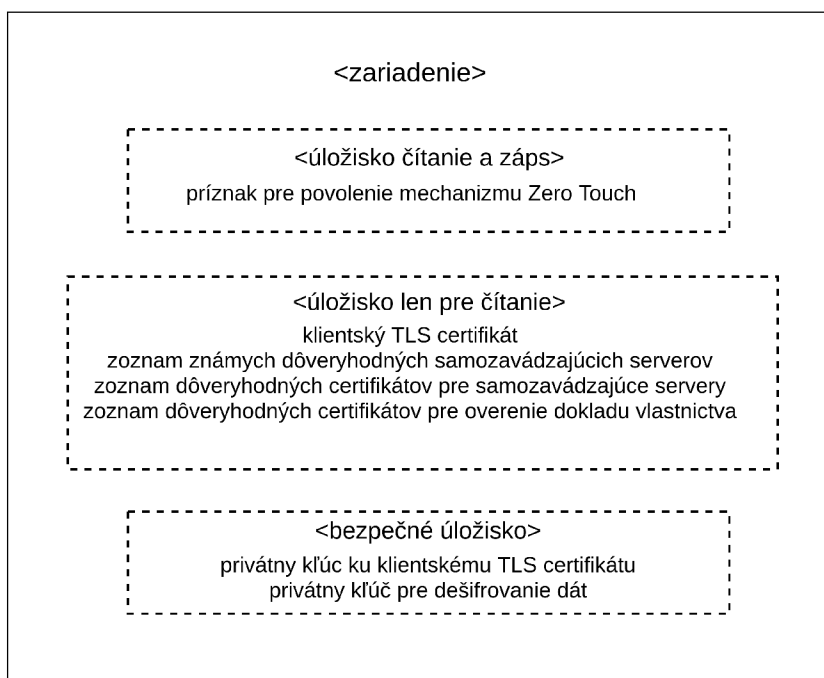 <zariadenie>
<úložisko čítanie a záps>
príznak pre povolenie mechanizmu Zero Touch
<úložisko len pre čítanie>
klientský TLS certifikát
zoznam známych dôveryhodných samozavádzajúcich serverov
zoznam dôveryhodných certifikátov pre samozavádzajúce servery
zoznam dôveryhodných certifikátov pre overenie dokladu vlastnictva
<bezpečné úložisko>
privátny kľúc ku klientskému TLS certifikátu
privátny kľúč pre dešifrovanie dát